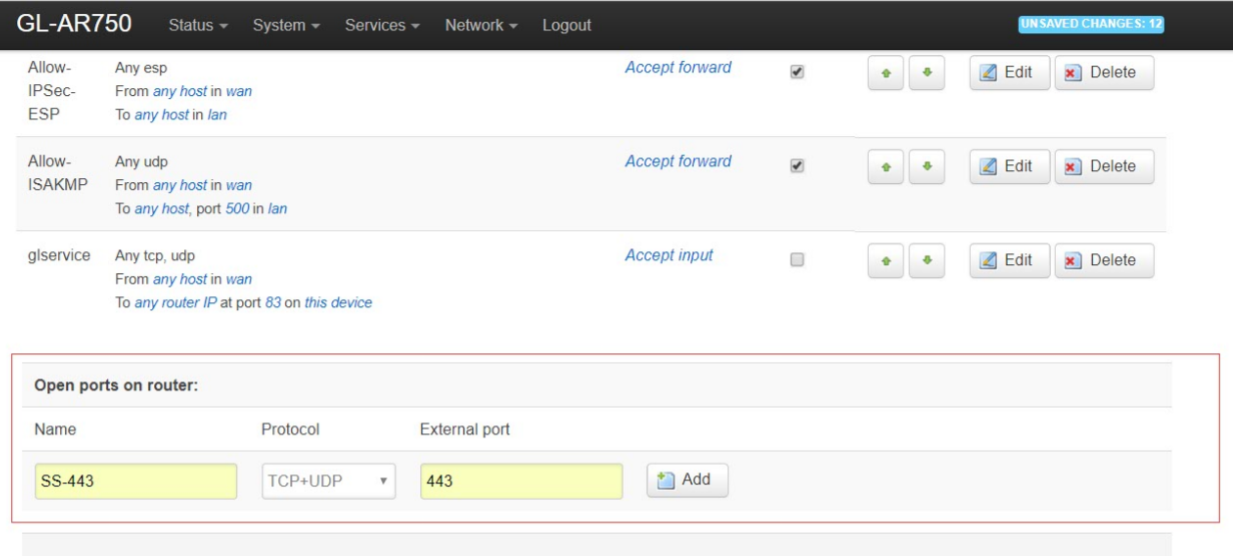 GL-AR750 Status System Services Network Logout UNSAVED CHANGES: 12
Allow-
IPSec-
ESP
Any esp
From any host in wan
To any host in lan
Accept forward
Edit Delete
Allow-
ISAKMP
Any udp
From any host in wan
To any host, port 500 in lan
Accept forward
Edit Delete
glservice
Any tcp, udp
From any host in wan
To any router IP at port 83 on this device
Accept input
Edit Delete
Open ports on router:
Name Protocol External port
SS-443 TCP+UDP 443 Add